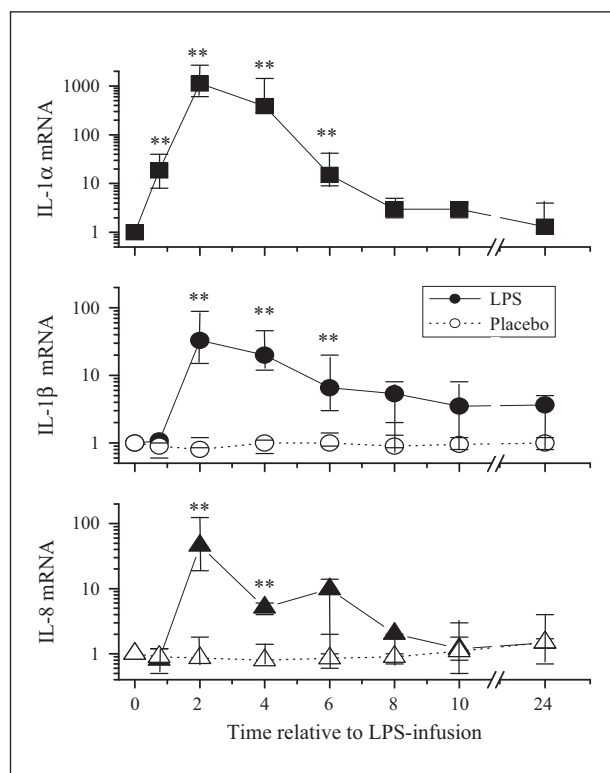 **
**
**
**
1000
100
10
1
IL-1α mRNA
LPS
Placebo
**
**
**
100
10
1
IL-1β mRNA
**
**
100
10
1
IL-8 mRNA
0 2 4 6 8 10 24
Time relative to LPS-infusion